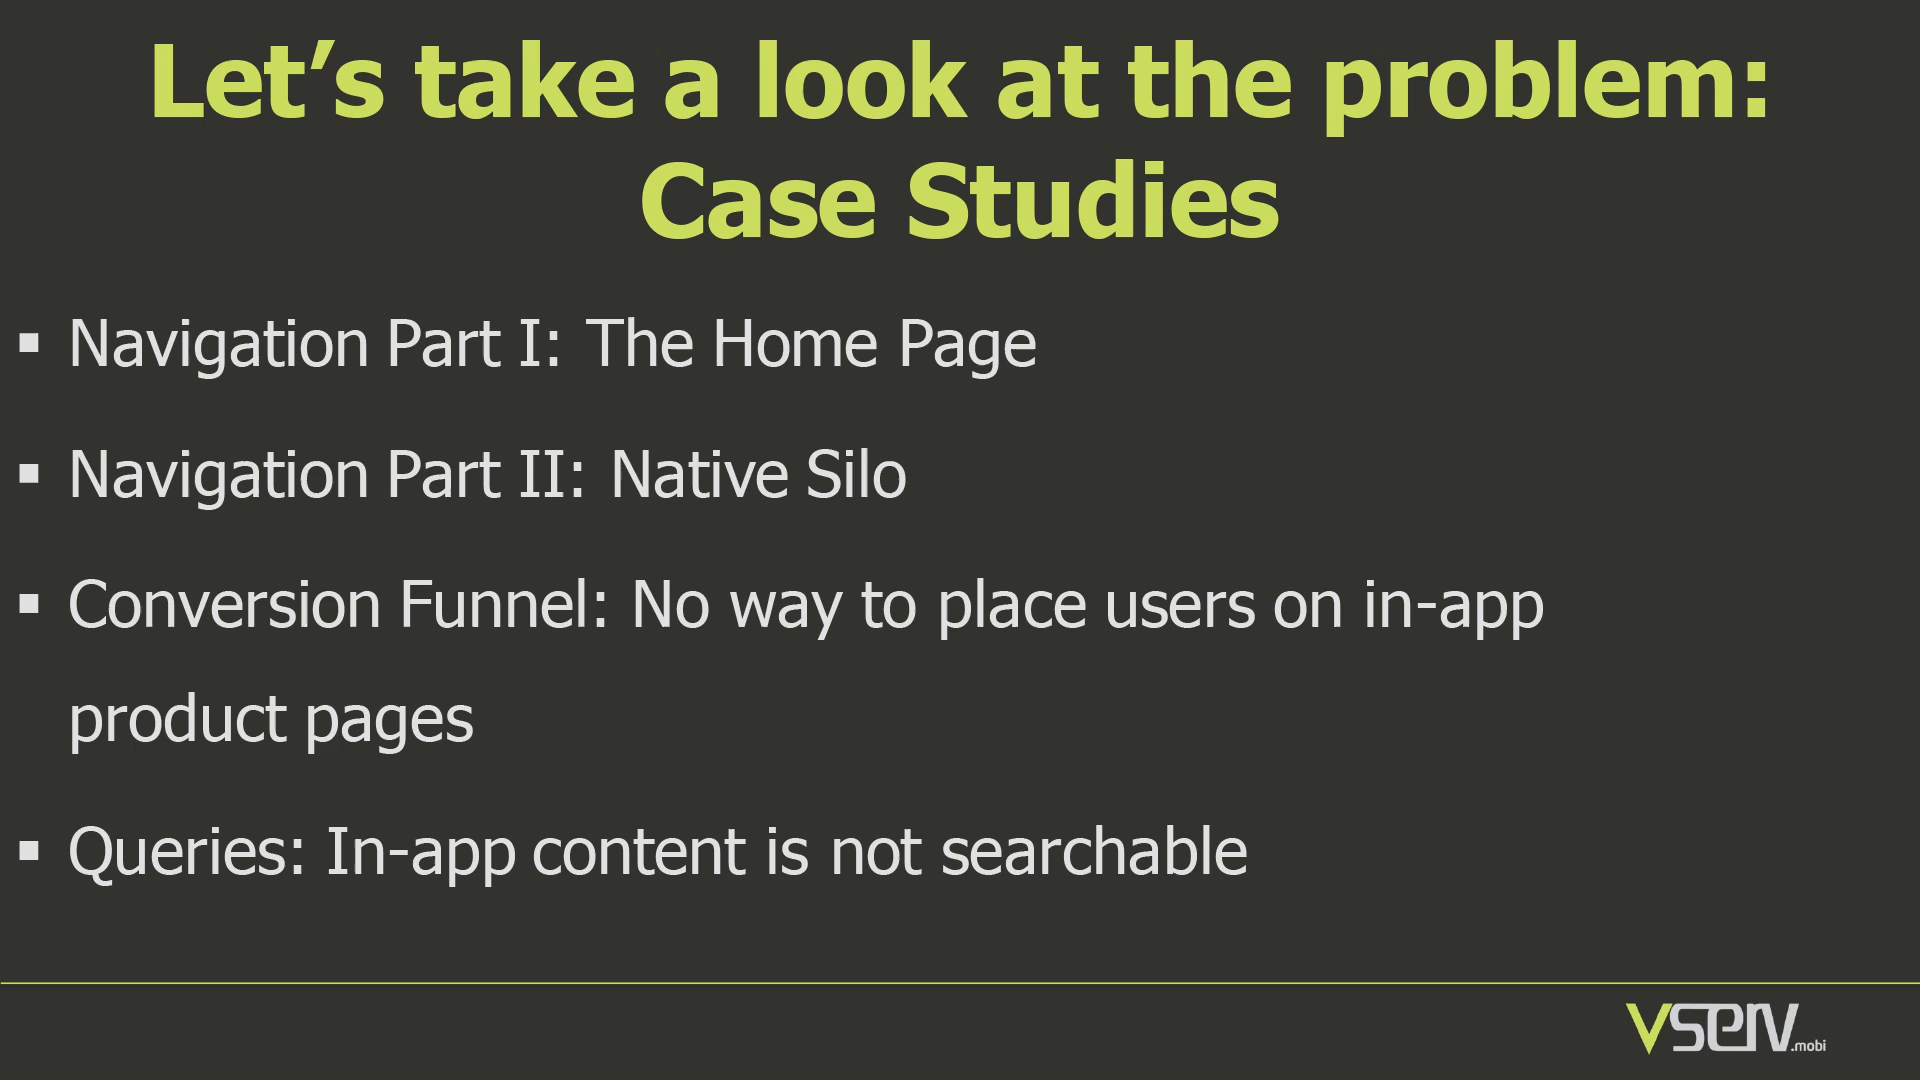 Let’s take a look at the problem:
Case Studies
▪ Navigation Part I: The Home Page
▪ Navigation Part II: Native Silo
▪ Conversion Funnel: No way to place users on in-app
product pages
▪ Queries: In-app content is not searchable
vserv.mobi